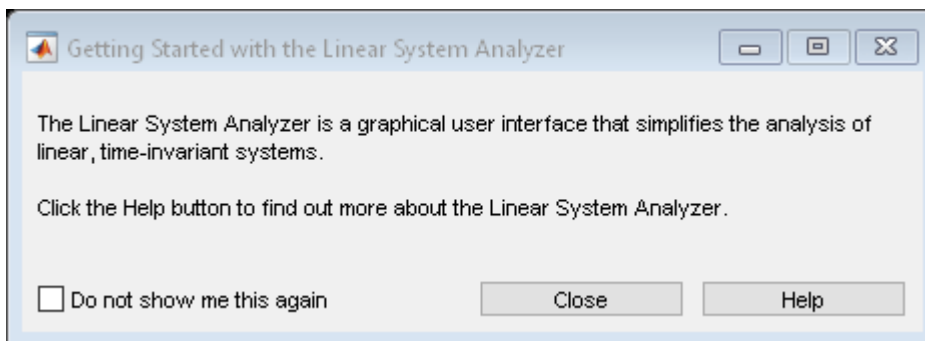 Getting Started with the Linear System Analyzer
The Linear System Analyzer is a graphical user interface that simplifies the analysis of
linear, time-invariant systems.
Click the Help button to find out more about the Linear System Analyzer.
Do not show me this again
Close
Help